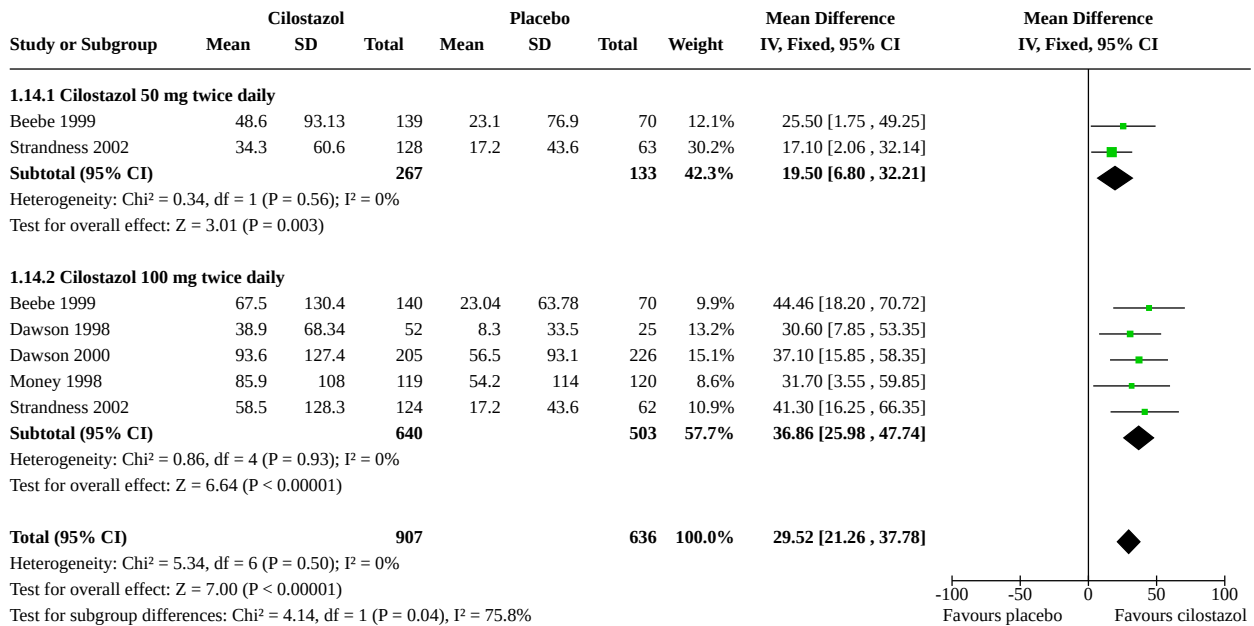 Cilostazol Placebo Mean Difference Mean Difference
Study or Subgroup Mean SD Total Mean SD Total Weight IV, Fixed, 95% CI IV, Fixed, 95% CI
1.14.1 Cilostazol 50 mg twice daily
Beebe 1999 48.6 93.13 139 23.1 76.9 70 12.1% 25.50 [1.75 , 49.25]
Strandness 2002 34.3 60.6 128 17.2 43.6 63 30.2% 17.10 [2.06 , 32.14]
Subtotal (95% CI) 267 133 42.3% 19.50 [6.80 , 32.21]
Heterogeneity: Chi² = 0.34, df = 1 (P = 0.56); I² = 0%
Test for overall effect: Z = 3.01 (P = 0.003)
1.14.2 Cilostazol 100 mg twice daily
Beebe 1999 67.5 130.4 140 23.04 63.78 70 9.9% 44.46 [18.20 , 70.72]
Dawson 1998 38.9 68.34 52 8.3 33.5 25 13.2% 30.60 [7.85 , 53.35]
Dawson 2000 93.6 127.4 205 56.5 93.1 226 15.1% 37.10 [15.85 , 58.35]
Money 1998 85.9 108 119 54.2 114 120 8.6% 31.70 [3.55 , 59.85]
Strandness 2002 58.5 128.3 124 17.2 43.6 62 10.9% 41.30 [16.25 , 66.35]
Subtotal (95% CI) 640 503 57.7% 36.86 [25.98 , 47.74]
Heterogeneity: Chi² = 0.86, df = 4 (P = 0.93); I² = 0%
Test for overall effect: Z = 6.64 (P < 0.00001)
Total (95% CI) 907 636 100.0% 29.52 [21.26 , 37.78]
Heterogeneity: Chi² = 5.34, df = 6 (P = 0.50); I² = 0%
Test for overall effect: Z = 7.00 (P < 0.00001)
-100 -50 0 50 100
Test for subgroup differences: Chi² = 4.14, df = 1 (P = 0.04), I² = 75.8%
Favours placebo Favours cilostazol